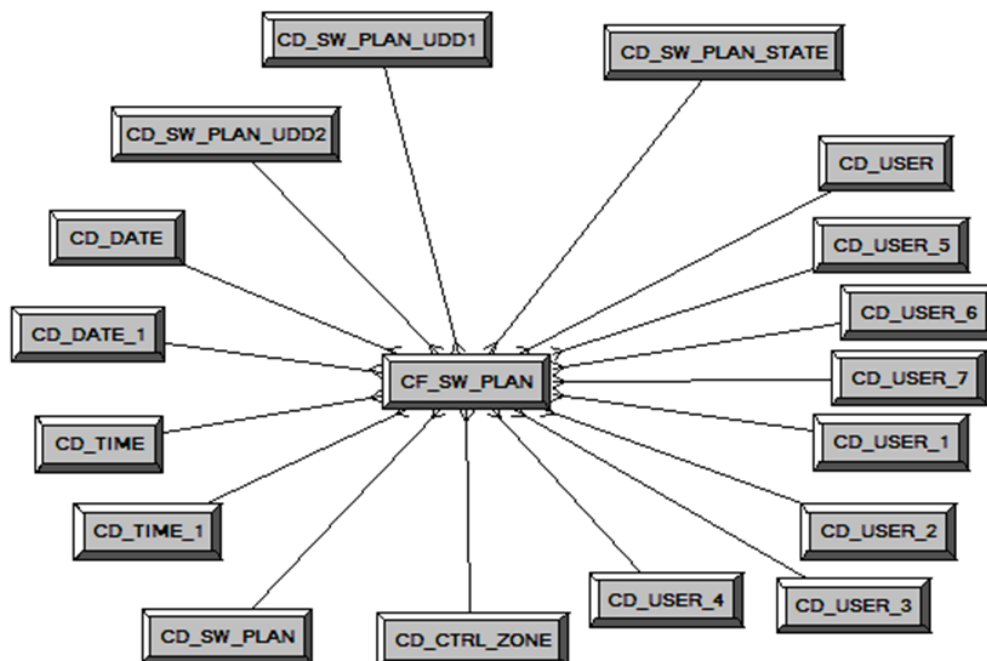 CD_SW_PLAN_UDD1
CD_SW_PLAN_STATE
CD_SW_PLAN_UDD2
CD_USER
CD_DATE
CD_USER_5
CD_USER_6
CD_DATE_1
CF_SW_PLAN
CD_USER_7
CD_TIME
CD_USER_1
CD_TIME_1
CD_USER_2
CD_USER_4
CD_USER_3
CD_SW_PLAN
CD_CTRL_ZONE